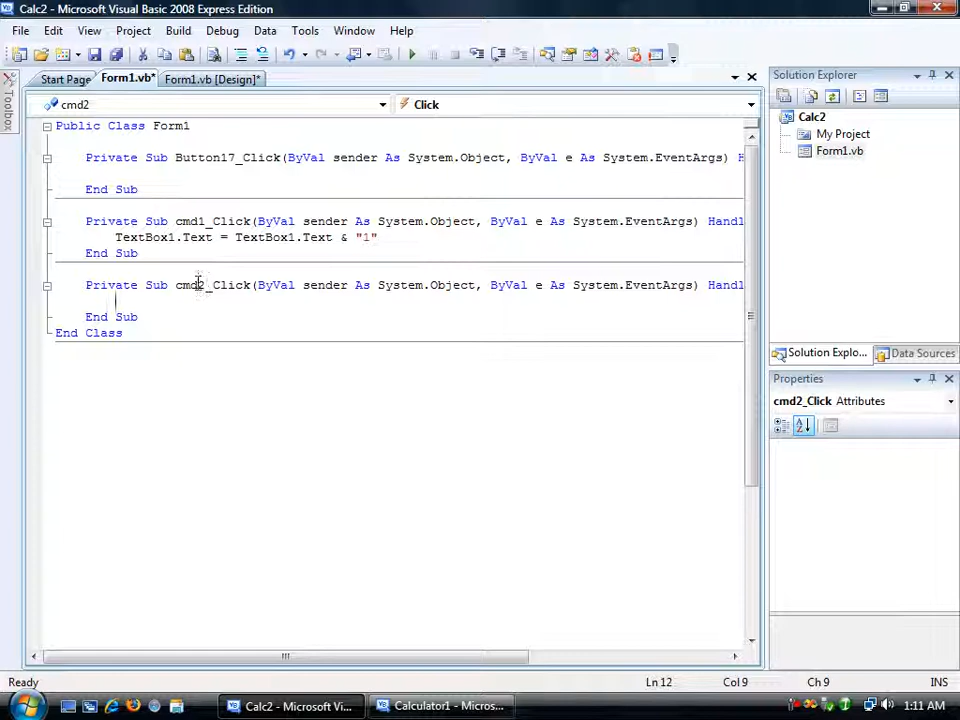 Calc2 - Microsoft Visual Basic 2008 Express Edition
File Edit View Project Build Debug Data Tools Window Help
Start Page Form1.vb* Form1.vb [Design]*
Toolbox
cmd2 Click
Public Class Form1
Private Sub Button17_Click(ByVal sender As System.Object, ByVal e As System.EventArgs) H
End Sub
Private Sub cmd1_Click(ByVal sender As System.Object, ByVal e As System.EventArgs) Handl
TextBox1.Text = TextBox1.Text & "1"
End Sub
Private Sub cmd2_Click(ByVal sender As System.Object, ByVal e As System.EventArgs) Handl
End Sub
End Class
Solution Explorer
Calc2
My Project
Form1.vb
Solution Explo... Data Sources
Properties
cmd2_Click Attributes
Ready Ln 12 Col 9 Ch 9 INS
Calc2 - Microsoft Vi... Calculator1 - Micros... 1:11 AM